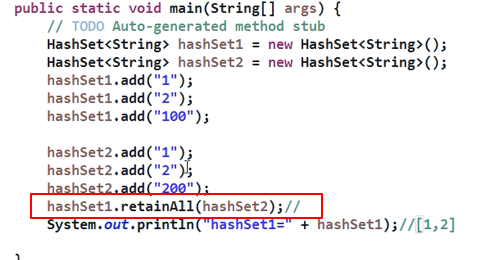 public static void main(String[] args) {
// TODO Auto-generated method stub
HashSet<String> hashSet1 = new HashSet<String>();
HashSet<String> hashSet2 = new HashSet<String>();
hashSet1.add("1");
hashSet1.add("2");
hashSet1.add("100");
hashSet2.add("1");
hashSet2.add("2");
hashSet2.add("200");
hashSet1.retainAll(hashSet2);//
System.out.println("hashSet1=" + hashSet1);//[1,2]
}